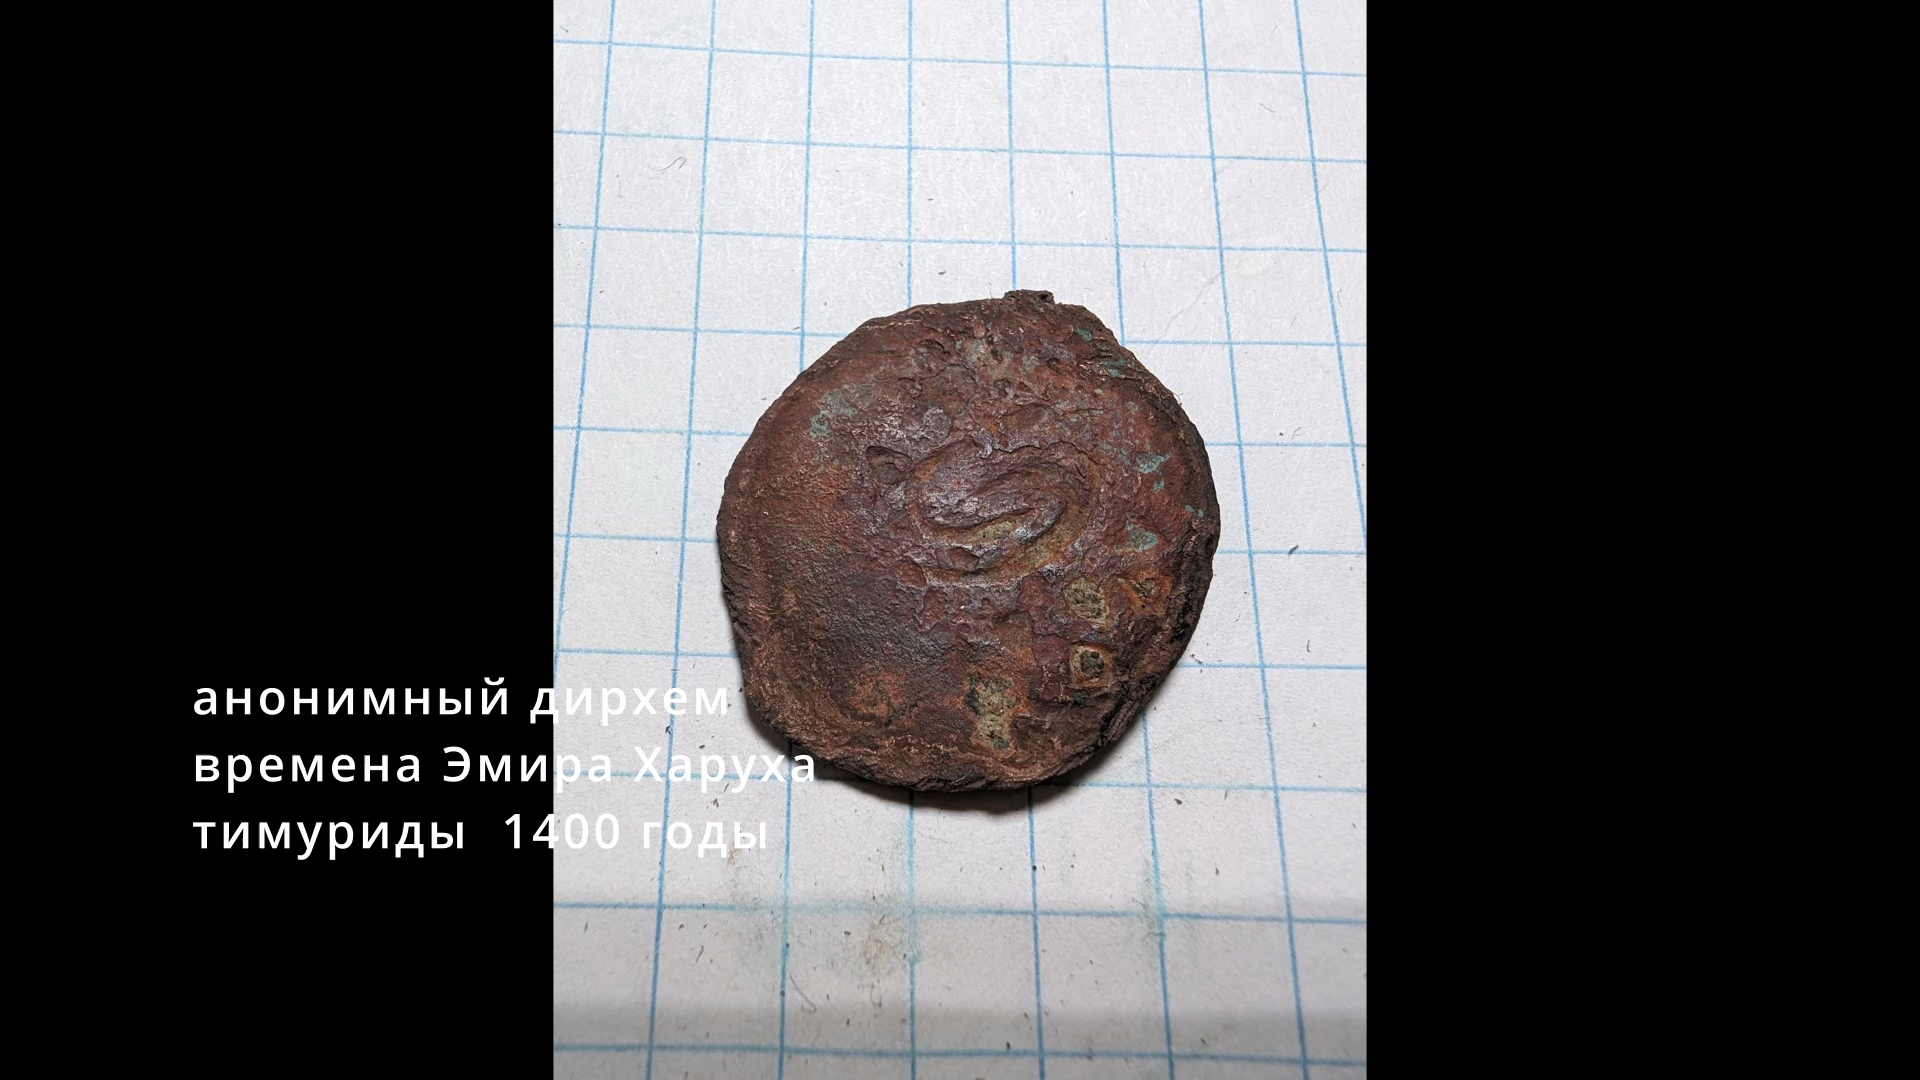 анонимный дирхем
времена Эмира Харуха
тимуриды 1400 годы